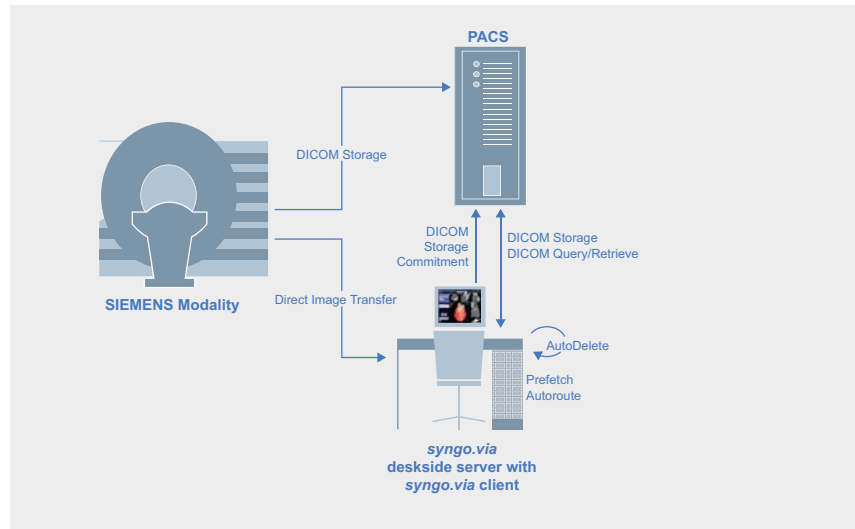 PACS
DICOM Storage
DICOM
Storage
Commitment
DICOM Storage
DICOM Query/Retrieve
SIEMENS Modality
Direct Image Transfer
AutoDelete
Prefetch
Autoroute
syngo.via
deskside server with
syngo.via client